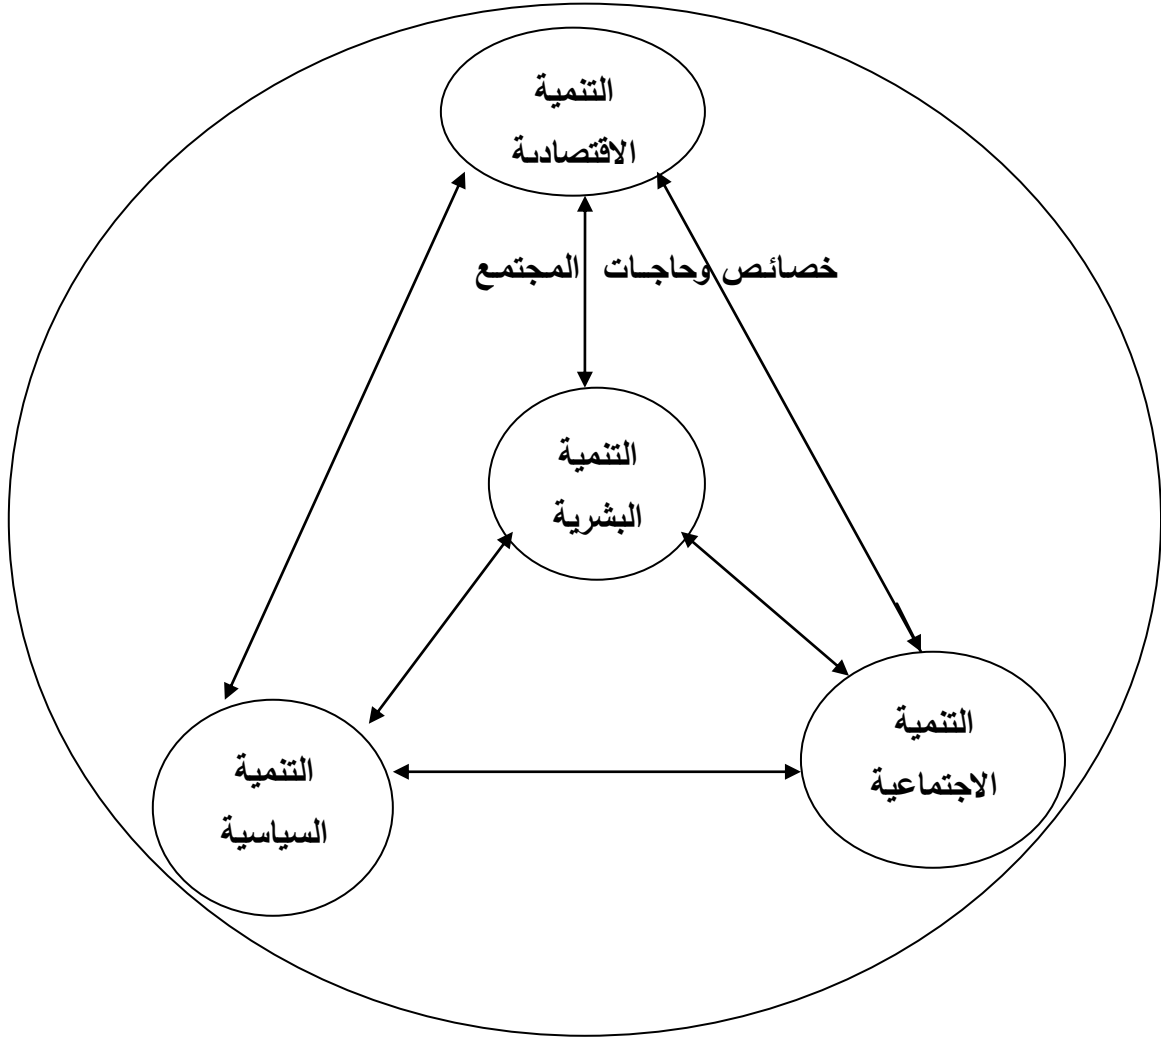 التنمية
الاقتصادية
خصائص وحاجات المجتمع
التنمية
البشرية
التنمية
الاجتماعية
التنمية
السياسية